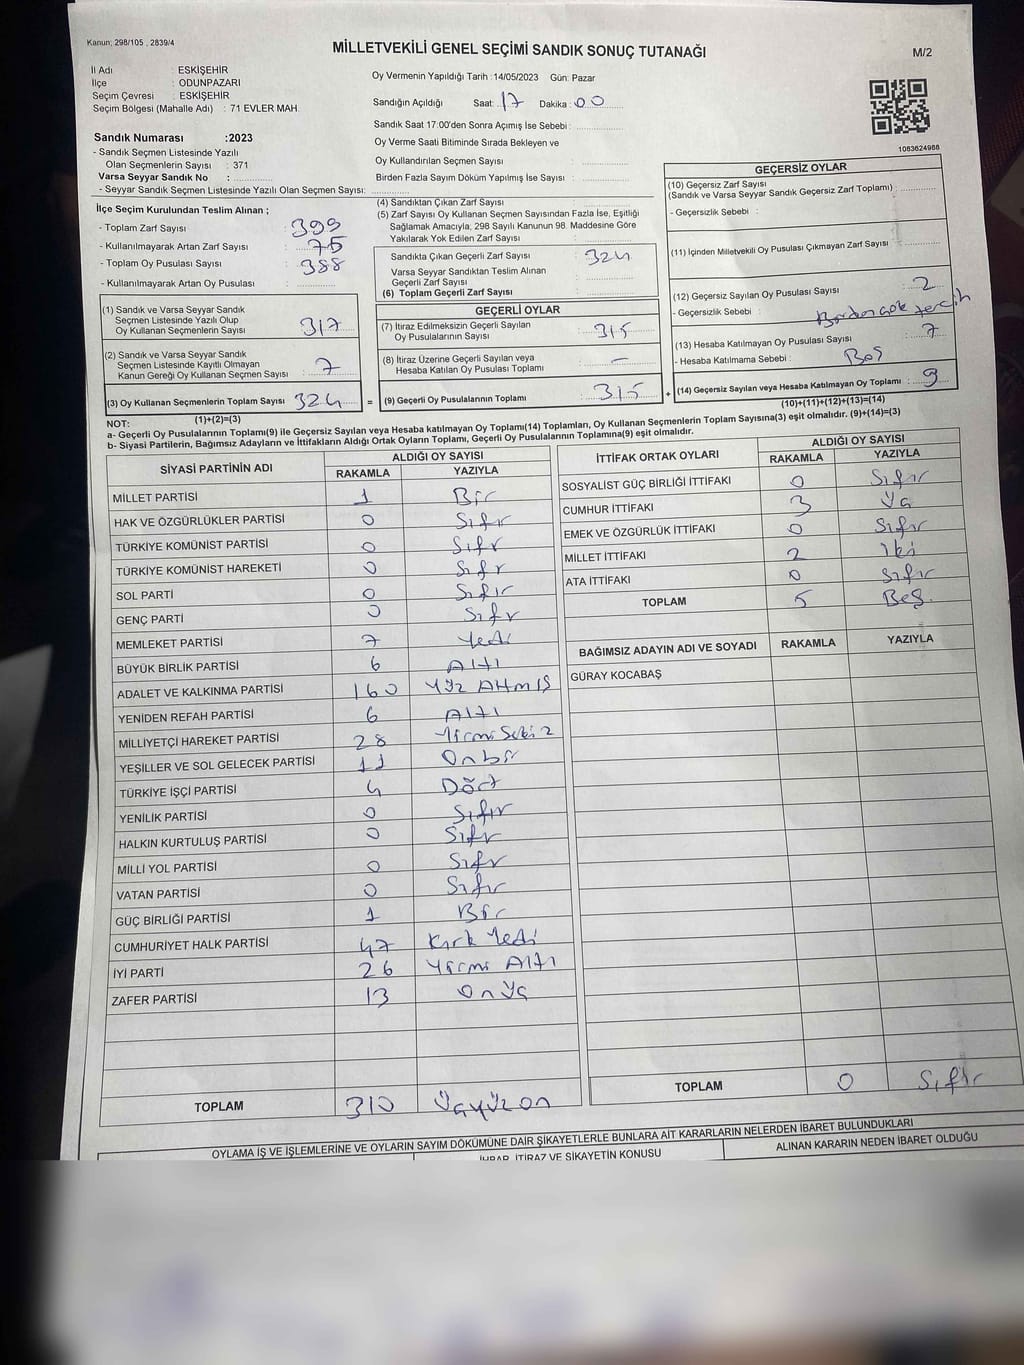 Kanun; 298/105 , 2839/4
MİLLETVEKİLİ GENEL SEÇİMİ SANDIK SONUÇ TUTANAĞI
M/2
İl Adı : ESKİŞEHİR
İlçe : ODUNPAZARI
Seçim Çevresi : ESKİŞEHİR
Seçim Bölgesi (Mahalle Adı) : 71 EVLER MAH.
Oy Vermenin Yapıldığı Tarih :14/05/2023 Gün: Pazar
Sandığın Açıldığı Saat: 17 Dakika : 00
Sandık Saat 17:00'den Sonra Açımış İse Sebebi :
Oy Verme Saati Bitiminde Sırada Bekleyen ve
Oy Kullandırılan Seçmen Sayısı :
Birden Fazla Sayım Döküm Yapılmış İse Sayısı :
1083624988
Sandık Numarası :2023
- Sandık Seçmen Listesinde Yazılı
Olan Seçmenlerin Sayısı : 371
Varsa Seyyar Sandık No :
- Seyyar Sandık Seçmen Listesinde Yazılı Olan Seçmen Sayısı:
İlçe Seçim Kurulundan Teslim Alınan ;
- Toplam Zarf Sayısı : 399
- Kullanılmayarak Artan Zarf Sayısı : 75
- Toplam Oy Pusulası Sayısı : 388
- Kullanılmayarak Artan Oy Pusulası :
(4) Sandıktan Çıkan Zarf Sayısı :
(5) Zarf Sayısı Oy Kullanan Seçmen Sayısından Fazla İse, Eşitliği
Sağlamak Amacıyla, 298 Sayılı Kanunun 98. Maddesine Göre
Yakılarak Yok Edilen Zarf Sayısı :
Sandıkta Çıkan Geçerli Zarf Sayısı : 324
Varsa Seyyar Sandıktan Teslim Alınan
Geçerli Zarf Sayısı :
(6) Toplam Geçerli Zarf Sayısı :
GEÇERSİZ OYLAR
(10) Geçersiz Zarf Sayısı
(Sandık ve Varsa Seyyar Sandık Geçersiz Zarf Toplamı) :
- Geçersizlik Sebebi :
(11) İçinden Milletvekili Oy Pusulası Çıkmayan Zarf Sayısı :
(12) Geçersiz Sayılan Oy Pusulası Sayısı : 2
- Geçersizlik Sebebi : Birden çok tercih
(13) Hesaba Katılmayan Oy Pusulası Sayısı : 7
- Hesaba Katılmama Sebebi : Boş
(14) Geçersiz Sayılan veya Hesaba Katılmayan Oy Toplamı : 9
(10)+(11)+(12)+(13)=(14)
(1) Sandık ve Varsa Seyyar Sandık
Seçmen Listesinde Yazılı Olup
Oy Kullanan Seçmenlerin Sayısı : 317
(2) Sandık ve Varsa Seyyar Sandık
Seçmen Listesinde Kayıtlı Olmayan
Kanun Gereği Oy Kullanan Seçmen Sayısı : 7
(3) Oy Kullanan Seçmenlerin Toplam Sayısı 324 =
(1)+(2)=(3)
GEÇERLİ OYLAR
(7) İtiraz Edilmeksizin Geçerli Sayılan
Oy Pusulalarının Sayısı : 315
(8) İtiraz Üzerine Geçerli Sayılan veya
Hesaba Katılan Oy Pusulası Toplamı : -
(9) Geçerli Oy Pusulalarının Toplamı : 315 +
NOT:
a- Geçerli Oy Pusulalarının Toplamı(9) ile Geçersiz Sayılan veya Hesaba katılmayan Oy Toplamı(14) Toplamları, Oy Kullanan Seçmenlerin Toplam Sayısına(3) eşit olmalıdır. (9)+(14)=(3)
b- Siyasi Partilerin, Bağımsız Adayların ve İttifakların Aldığı Ortak Oyların Toplamı, Geçerli Oy Pusulalarının Toplamına(9) eşit olmalıdır.
SİYASİ PARTİNİN ADI
ALDIĞI OY SAYISI
RAKAMLA YAZIYLA
MİLLET PARTİSİ 1 Bir
HAK VE ÖZGÜRLÜKLER PARTİSİ 0 Sıfır
TÜRKİYE KOMÜNİST PARTİSİ 0 Sıfır
TÜRKİYE KOMÜNİST HAREKETİ 0 Sıfır
SOL PARTİ 0 Sıfır
GENÇ PARTİ 0 Sıfır
MEMLEKET PARTİSİ 7 Yedi
BÜYÜK BİRLİK PARTİSİ 6 Altı
ADALET VE KALKINMA PARTİSİ 160 Yüz Altmış
YENİDEN REFAH PARTİSİ 6 Altı
MİLLİYETÇİ HAREKET PARTİSİ 28 Yirmi Sekiz
YEŞİLLER VE SOL GELECEK PARTİSİ 11 Onbir
TÜRKİYE İŞÇİ PARTİSİ 4 Dört
YENİLİK PARTİSİ 0 Sıfır
HALKIN KURTULUŞ PARTİSİ 0 Sıfır
MİLLİ YOL PARTİSİ 0 Sıfır
VATAN PARTİSİ 0 Sıfır
GÜÇ BİRLİĞİ PARTİSİ 1 Bir
CUMHURİYET HALK PARTİSİ 47 Kırk Yedi
İYİ PARTİ 26 Yirmi Altı
ZAFER PARTİSİ 13 On Üç
TOPLAM 310 Üçyüz on
İTTİFAK ORTAK OYLARI
ALDIĞI OY SAYISI
RAKAMLA YAZIYLA
SOSYALİST GÜÇ BİRLİĞİ İTTİFAKI 0 Sıfır
CUMHUR İTTİFAKI 3 Üç
EMEK VE ÖZGÜRLÜK İTTİFAKI 0 Sıfır
MİLLET İTTİFAKI 2 İki
ATA İTTİFAKI 0 Sıfır
TOPLAM 5 Beş
BAĞIMSIZ ADAYIN ADI VE SOYADI RAKAMLA YAZIYLA
GÜRAY KOCABAŞ
TOPLAM 0 Sıfır
OYLAMA İŞ VE İŞLEMLERİNE VE OYLARIN SAYIM DÖKÜMÜNE DAİR ŞİKAYETLERLE BUNLARA AİT KARARLARIN NELERDEN İBARET BULUNDUKLARI
İHBAR, İTİRAZ VE ŞİKAYETİN KONUSU
ALINAN KARARIN NEDEN İBARET OLDUĞU